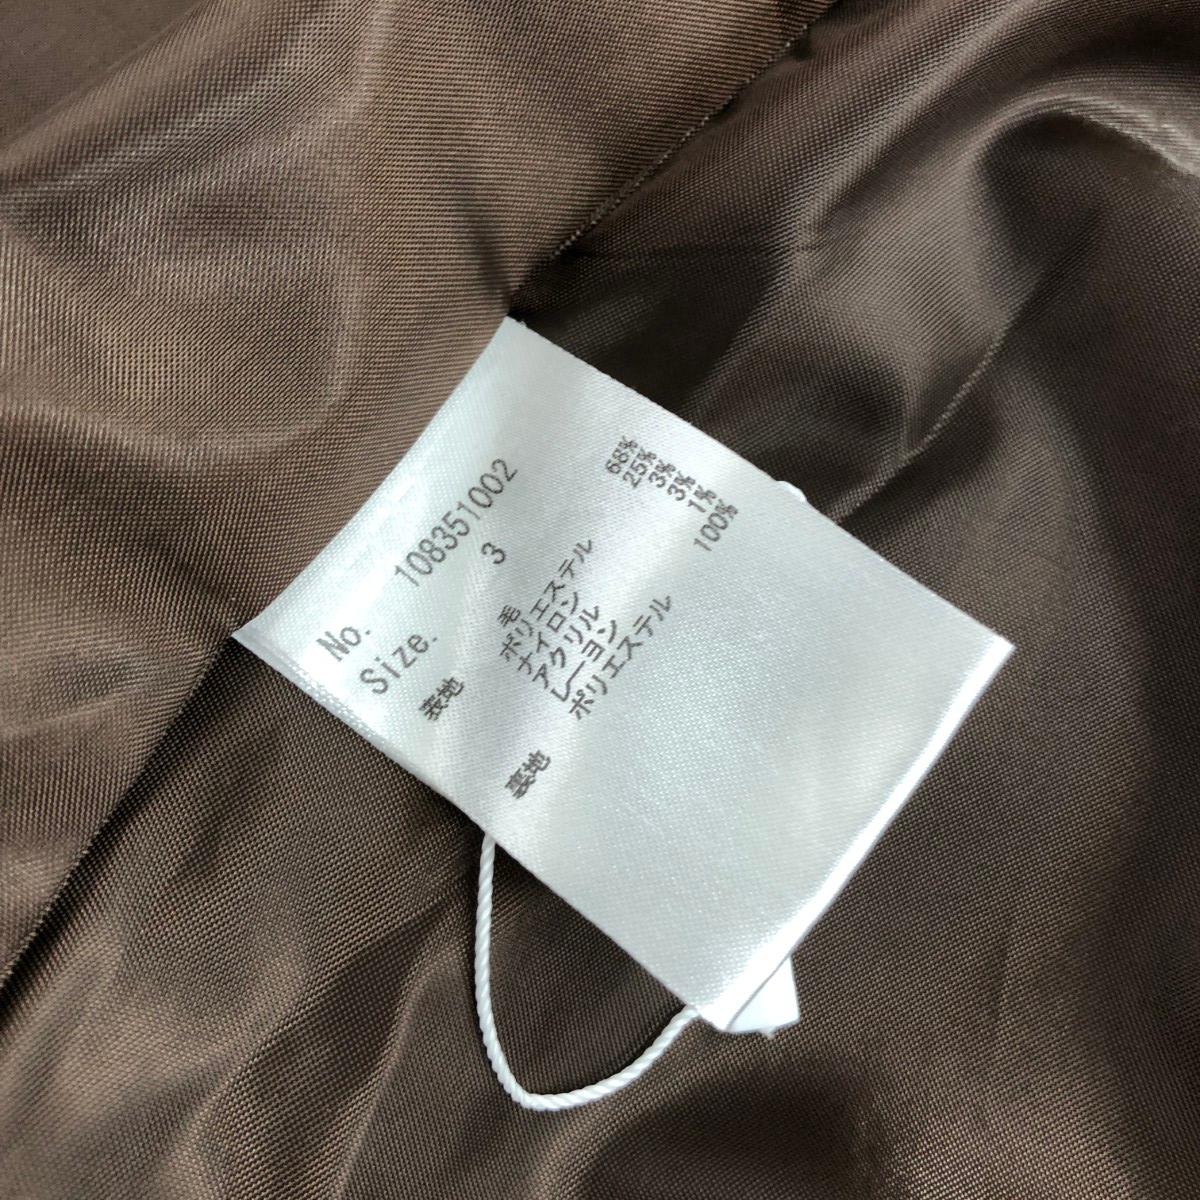 No. 108351002
Size. 3
表地 毛 68%
ポリエステル 25%
ナイロン 3%
アクリル 3%
レーヨン 1%
裏地 ポリエステル 100%